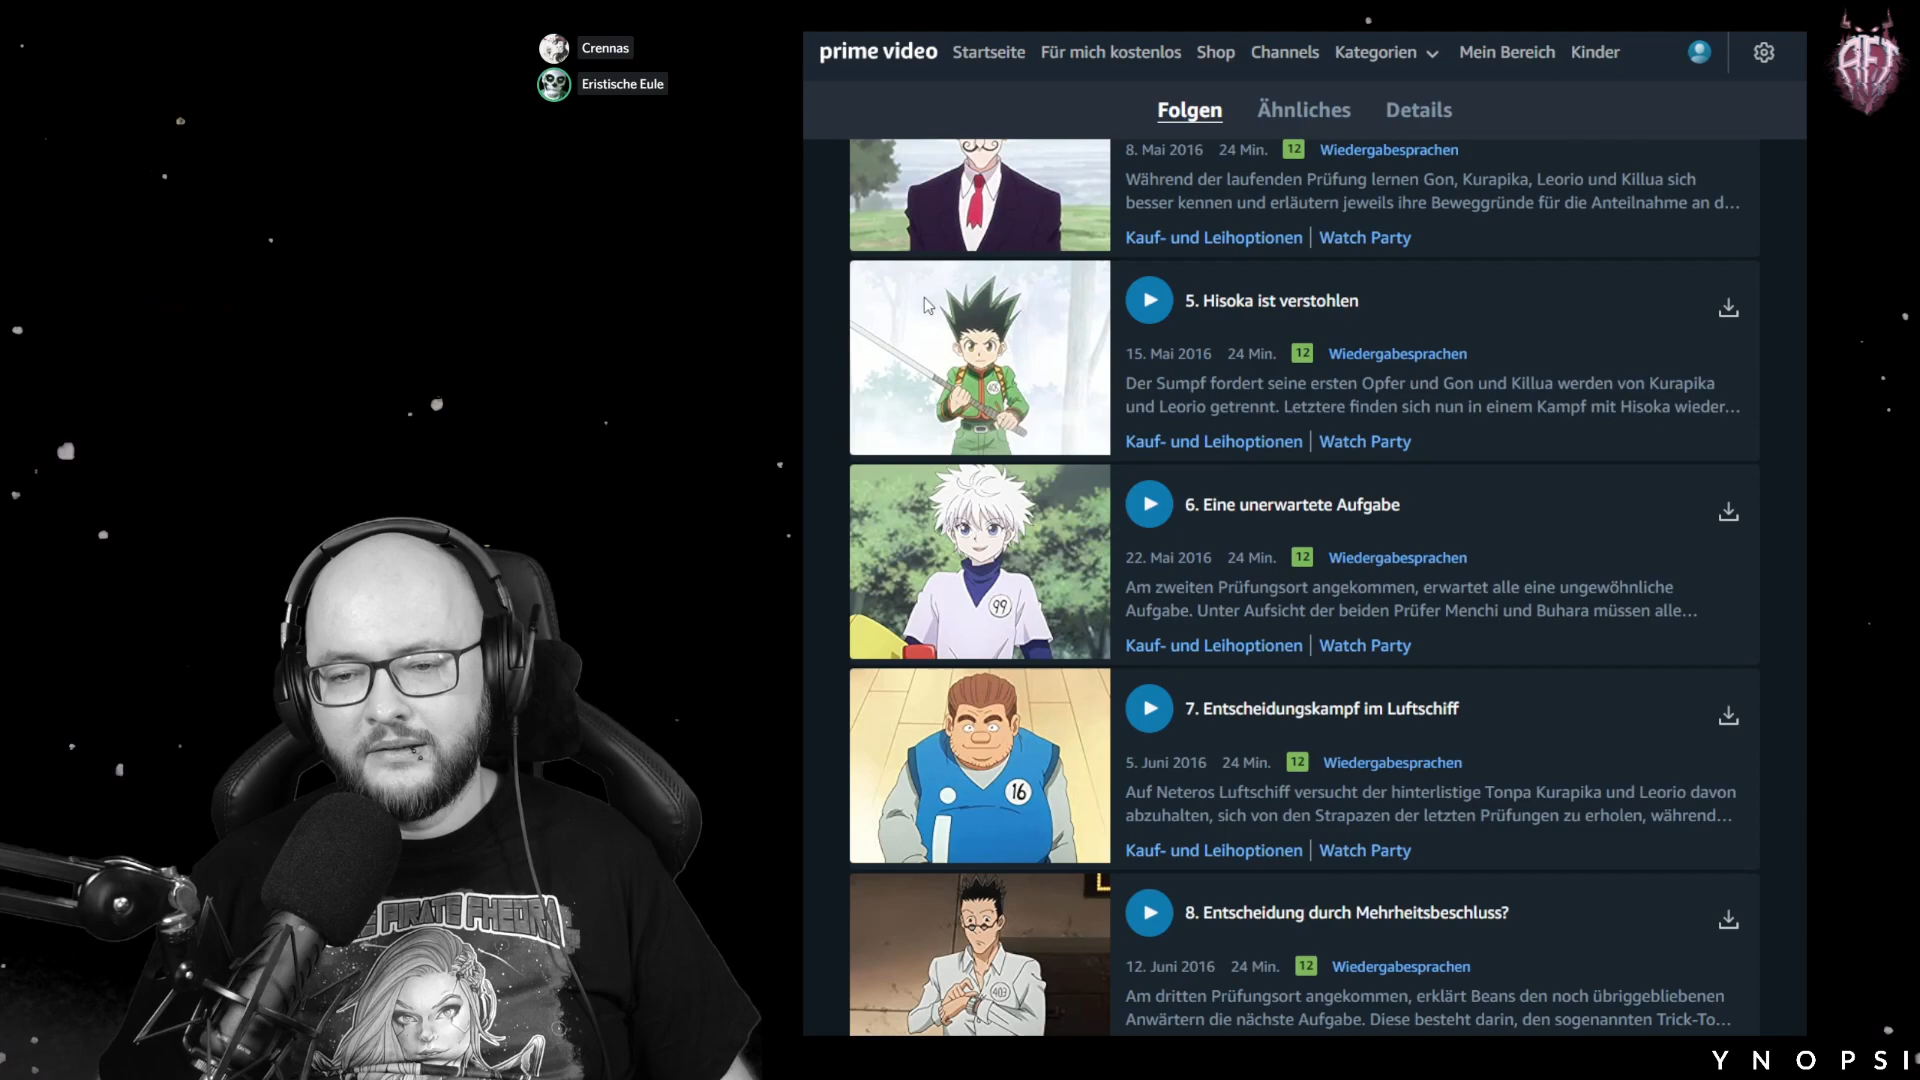 Crennas
Eristische Eule
prime video Startseite Für mich kostenlos Shop Channels Kategorien Mein Bereich Kinder
Folgen Ähnliches Details
8. Mai 2016 24 Min. 12 Wiedergabesprachen
Während der laufenden Prüfung lernen Gon, Kurapika, Leorio und Killua sich
besser kennen und erläutern jeweils ihre Beweggründe für die Anteilnahme an d...
Kauf- und Leihoptionen | Watch Party
5. Hisoka ist verstohlen
15. Mai 2016 24 Min. 12 Wiedergabesprachen
Der Sumpf fordert seine ersten Opfer und Gon und Killua werden von Kurapika
und Leorio getrennt. Letztere finden sich nun in einem Kampf mit Hisoka wieder...
Kauf- und Leihoptionen | Watch Party
6. Eine unerwartete Aufgabe
99
22. Mai 2016 24 Min. 12 Wiedergabesprachen
Am zweiten Prüfungsort angekommen, erwartet alle eine ungewöhnliche
Aufgabe. Unter Aufsicht der beiden Prüfer Menchi und Buhara müssen alle...
Kauf- und Leihoptionen | Watch Party
7. Entscheidungskampf im Luftschiff
16
5. Juni 2016 24 Min. 12 Wiedergabesprachen
Auf Neteros Luftschiff versucht der hinterlistige Tonpa Kurapika und Leorio davon
abzuhalten, sich von den Strapazen der letzten Prüfungen zu erholen, während...
Kauf- und Leihoptionen | Watch Party
8. Entscheidung durch Mehrheitsbeschluss?
403
12. Juni 2016 24 Min. 12 Wiedergabesprachen
Am dritten Prüfungsort angekommen, erklärt Beans den noch übriggebliebenen
Anwärtern die nächste Aufgabe. Diese besteht darin, den sogenannten Trick-To...
PIRATE
YNOPSI